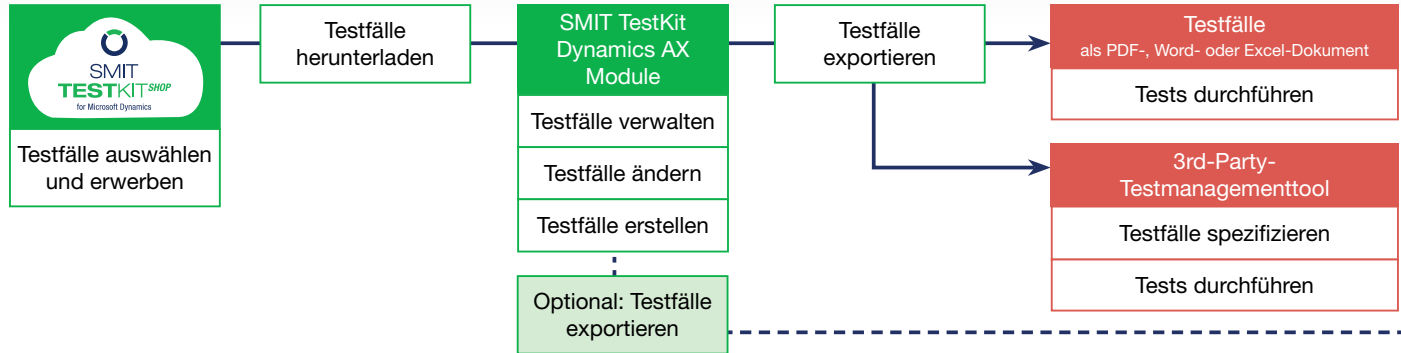 SMIT
TESTKIT SHOP
for Microsoft Dynamics
Testfälle auswählen
und erwerben
Testfälle
herunterladen
SMIT TestKit
Dynamics AX
Module
Testfälle verwalten
Testfälle ändern
Testfälle erstellen
Optional: Testfälle
exportieren
Testfälle
exportieren
Testfälle
als PDF-, Word- oder Excel-Dokument
Tests durchführen
3rd-Party-
Testmanagementtool
Testfälle spezifizieren
Tests durchführen